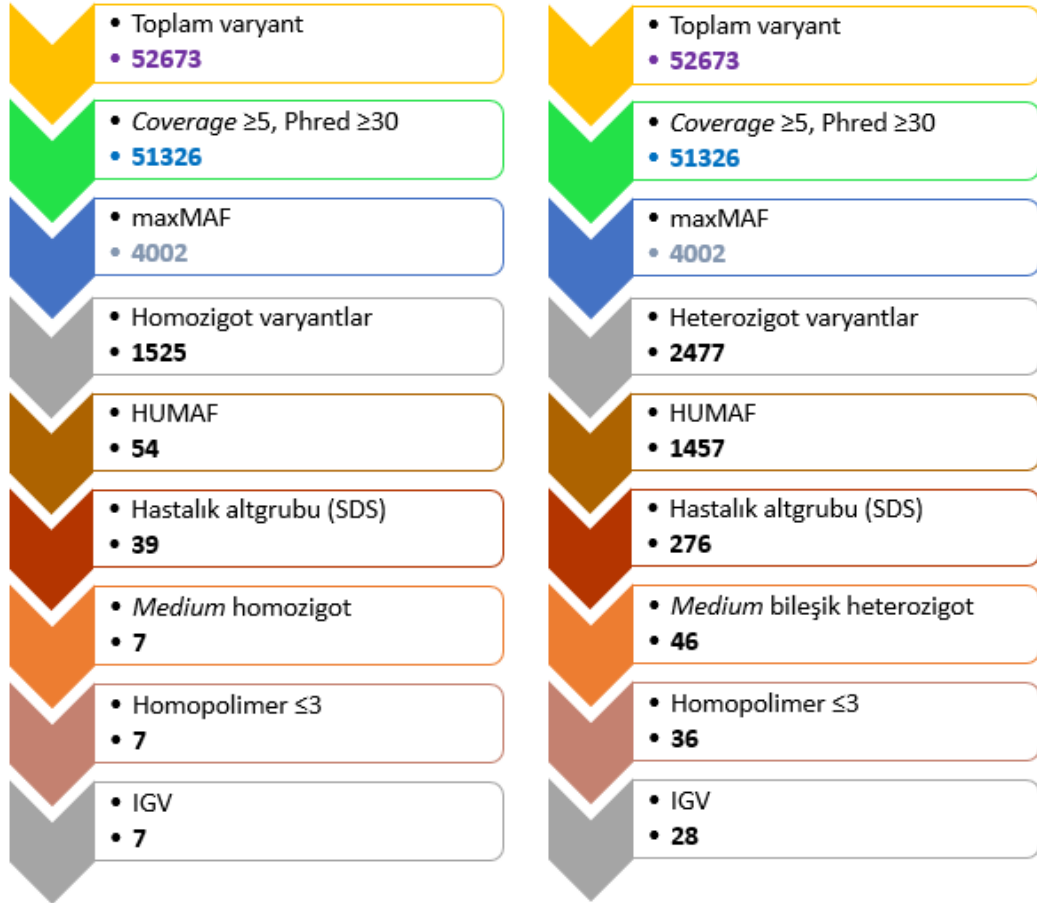 • Toplam varyant
• 52673
• Coverage ≥5, Phred ≥30
• 51326
• maxMAF
• 4002
• Homozigot varyantlar
• 1525
• HUMAF
• 54
• Hastalık altgrubu (SDS)
• 39
• Medium homozigot
• 7
• Homopolimer ≤3
• 7
• IGV
• 7
• Toplam varyant
• 52673
• Coverage ≥5, Phred ≥30
• 51326
• maxMAF
• 4002
• Heterozigot varyantlar
• 2477
• HUMAF
• 1457
• Hastalık altgrubu (SDS)
• 276
• Medium bileşik heterozigot
• 46
• Homopolimer ≤3
• 36
• IGV
• 28